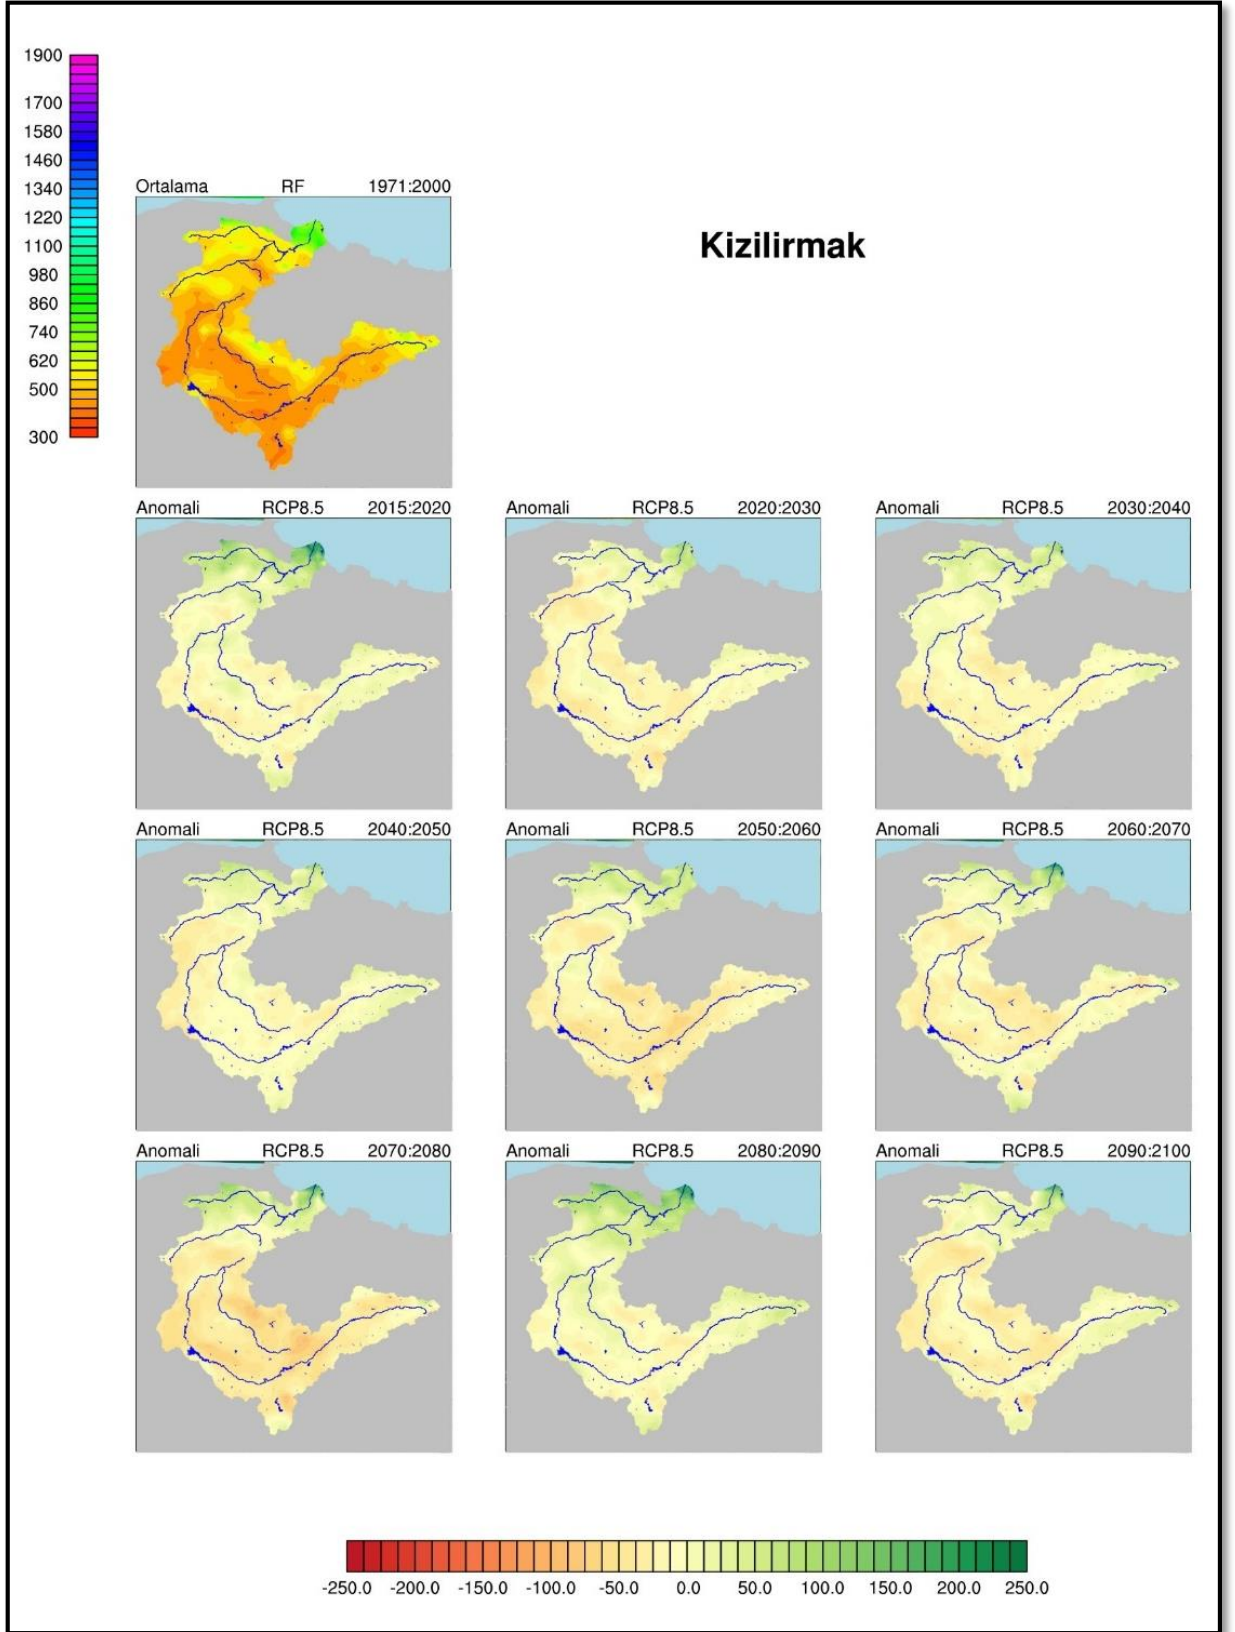 1900
1700
1580
1460
1340
1220
1100
980
860
740
620
500
300
Ortalama RF 1971:2000
Kizilirmak
Anomali RCP8.5 2015:2020
Anomali RCP8.5 2020:2030
Anomali RCP8.5 2030:2040
Anomali RCP8.5 2040:2050
Anomali RCP8.5 2050:2060
Anomali RCP8.5 2060:2070
Anomali RCP8.5 2070:2080
Anomali RCP8.5 2080:2090
Anomali RCP8.5 2090:2100
-250.0 -200.0 -150.0 -100.0 -50.0 0.0 50.0 100.0 150.0 200.0 250.0